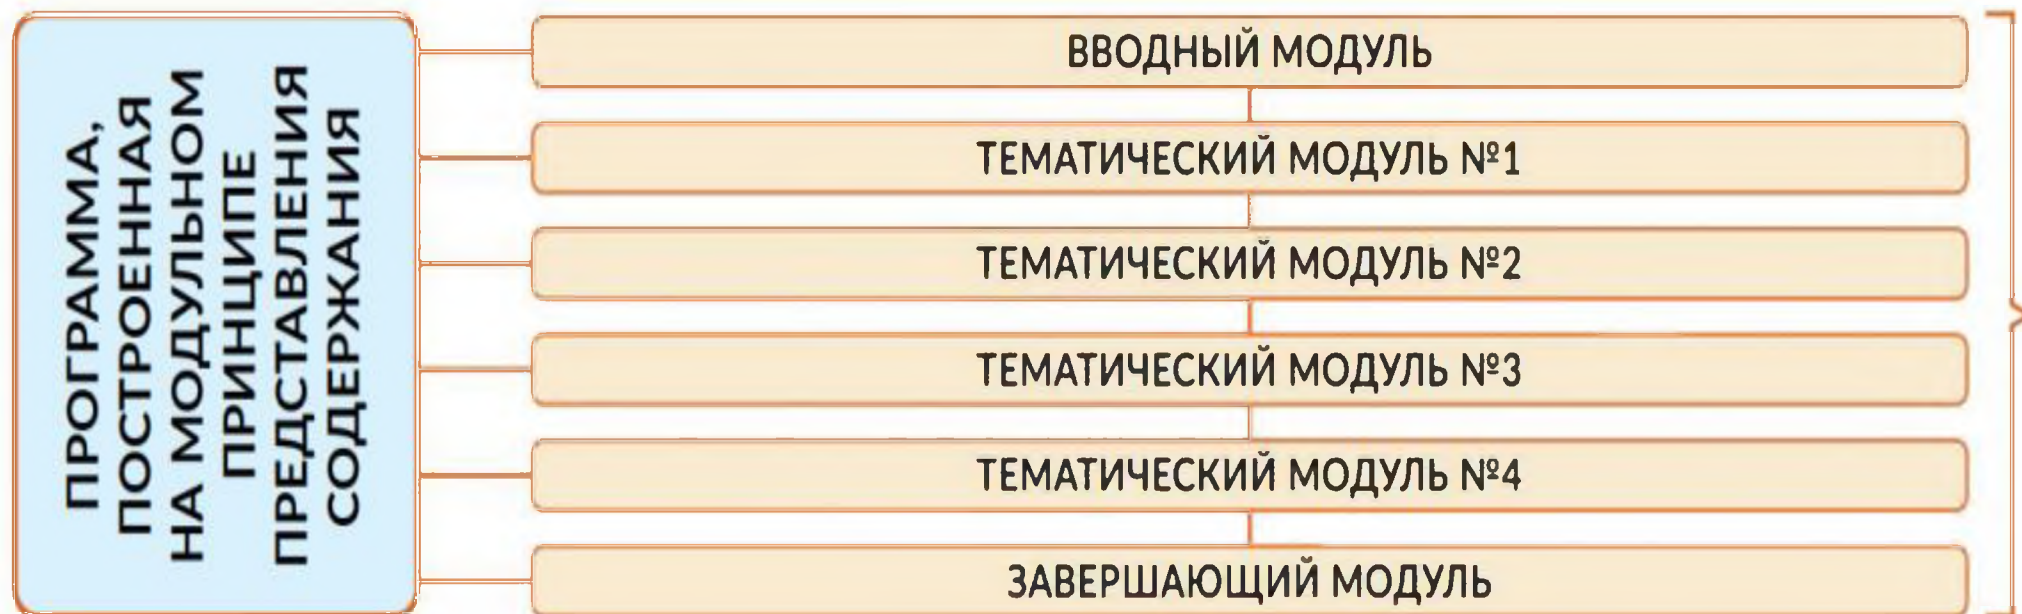 ПРОГРАММА,
ПОСТРОЕННАЯ
НА МОДУЛЬНОМ
ПРИНЦИПЕ
ПРЕДСТАВЛЕНИЯ
СОДЕРЖАНИЯ
ВВОДНЫЙ МОДУЛЬ
ТЕМАТИЧЕСКИЙ МОДУЛЬ №1
ТЕМАТИЧЕСКИЙ МОДУЛЬ №2
ТЕМАТИЧЕСКИЙ МОДУЛЬ №3
ТЕМАТИЧЕСКИЙ МОДУЛЬ №4
ЗАВЕРШАЮЩИЙ МОДУЛЬ